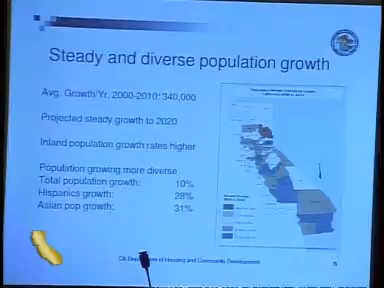 Steady and diverse population growth
Avg. Growth/Yr. 2000-2010: 340,000
Projected steady growth to 2020
Inland population growth rates higher
Population growing more diverse
Total population growth: 10%
Hispanics growth: 28%
Asian pop growth: 31%
CA Department of Housing and Community Development